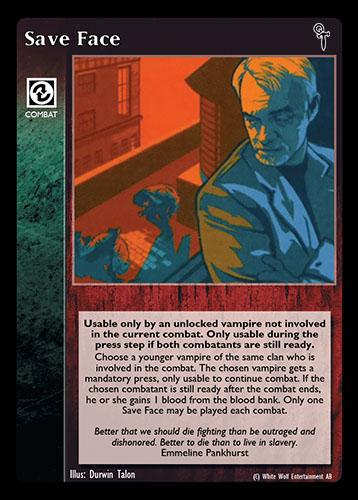 Save Face
COMBAT
Usable only by an unlocked vampire not involved
in the current combat. Only usable during the
press step if both combatants are still ready.
Choose a younger vampire of the same clan who is
involved in the combat. The chosen vampire gets a
mandatory press, only usable to continue combat. If the
chosen combatant is still ready after the combat ends,
he or she gains 1 blood from the blood bank. Only one
Save Face may be played each combat.
Better that we should die fighting than be outraged and
dishonored. Better to die than to live in slavery.
Emmeline Pankhurst
Illus: Durwin Talon
(C) White Wolf Entertainment AB